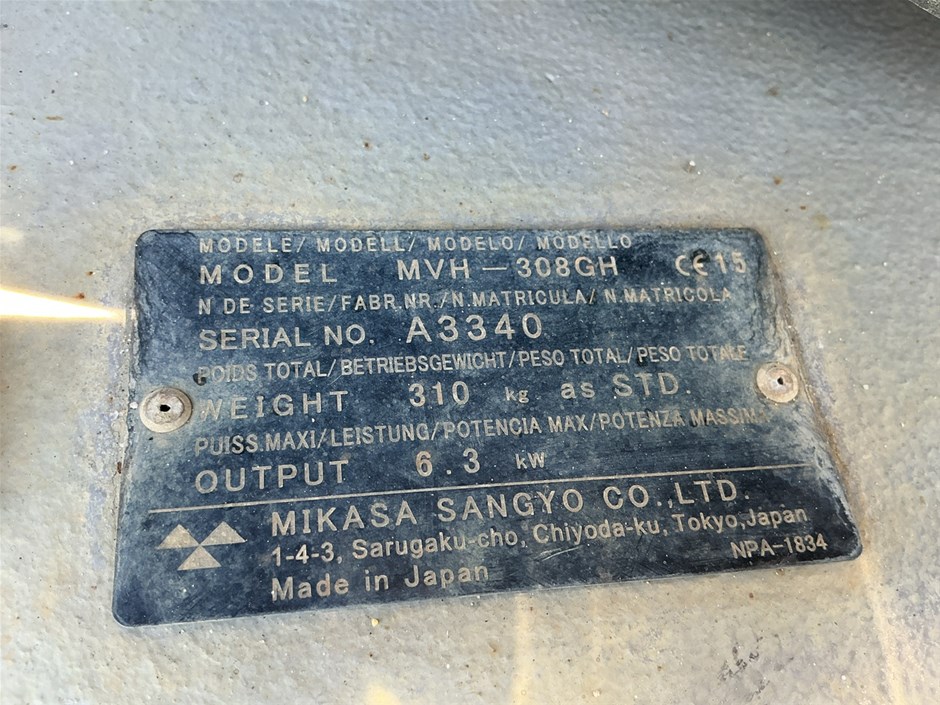 MODELE/ MODELL/ MODELO/ MODELLO
MODEL MVH-308GH CE 15
N DE SERIE/FABR.NR./N.MATRICULA/ N.MATRICOLA
SERIAL NO. A3340
POIDS TOTAL/BETRIEBSGEWICHT/PESO TOTAL/PESO TOTALE
WEIGHT 310 kg as STD.
PUISS.MAXI/LEISTUNG/POTENCIA MAX/POTENZA MASSIMA
OUTPUT 6.3 kW
MIKASA SANGYO CO.,LTD.
1-4-3, Sarugaku-cho, Chiyoda-ku, Tokyo,Japan
Made in Japan NPA-1834